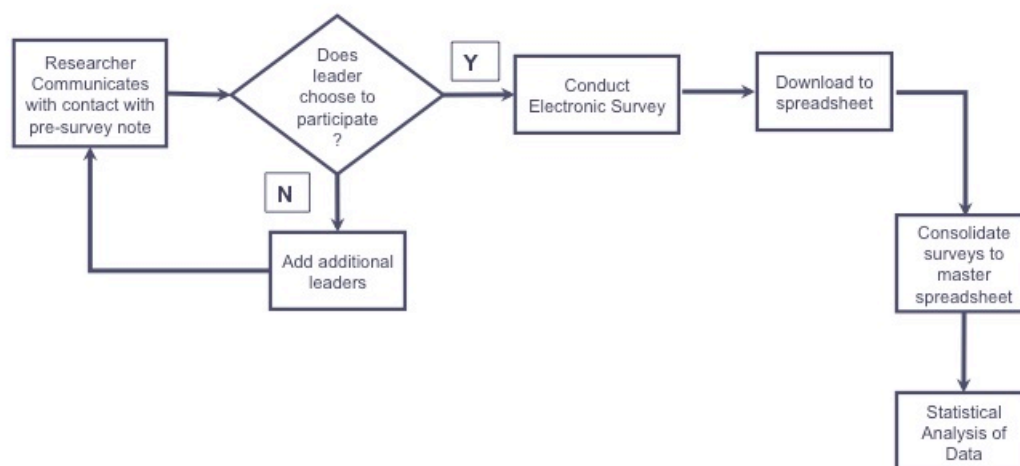 Researcher
Communicates
with contact with
pre-survey note
Does
leader
choose to
participate
?
Y
Conduct
Electronic Survey
Download to
spreadsheet
N
Add additional
leaders
Consolidate
surveys to
master
spreadsheet
Statistical
Analysis of
Data